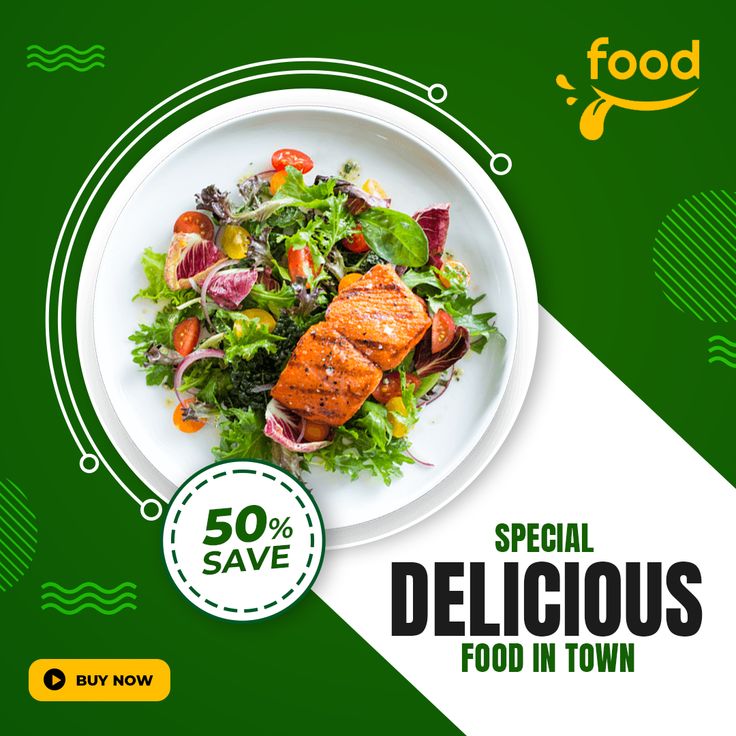 food
50%
SAVE
SPECIAL
DELICIOUS
FOOD IN TOWN
BUY NOW